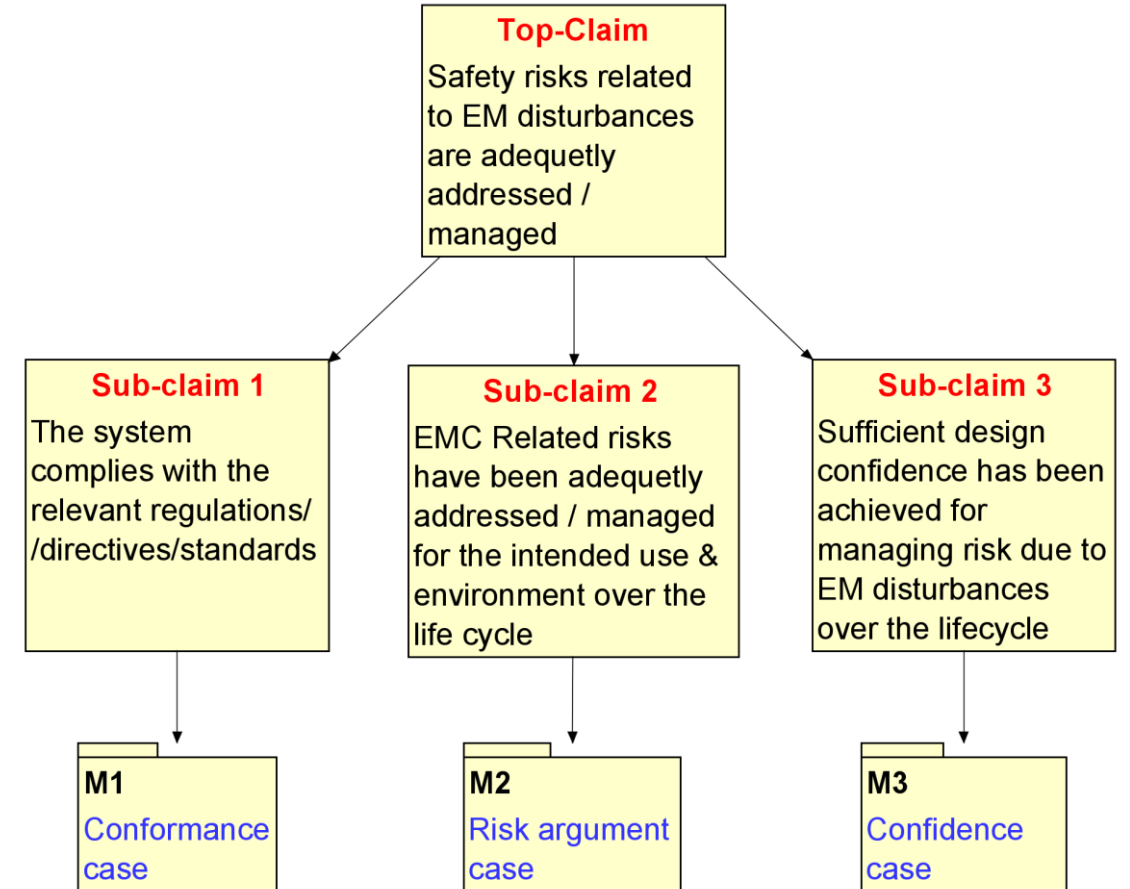 Top-Claim
Safety risks related
to EM disturbances
are adequetly
addressed /
managed
Sub-claim 1
The system
complies with the
relevant regulations/
/directives/standards
Sub-claim 2
EMC Related risks
have been adequetly
addressed / managed
for the intended use &
environment over the
life cycle
Sub-claim 3
Sufficient design
confidence has been
achieved for
managing risk due to
EM disturbances
over the lifecycle
M1
Conformance
case
M2
Risk argument
case
M3
Confidence
case